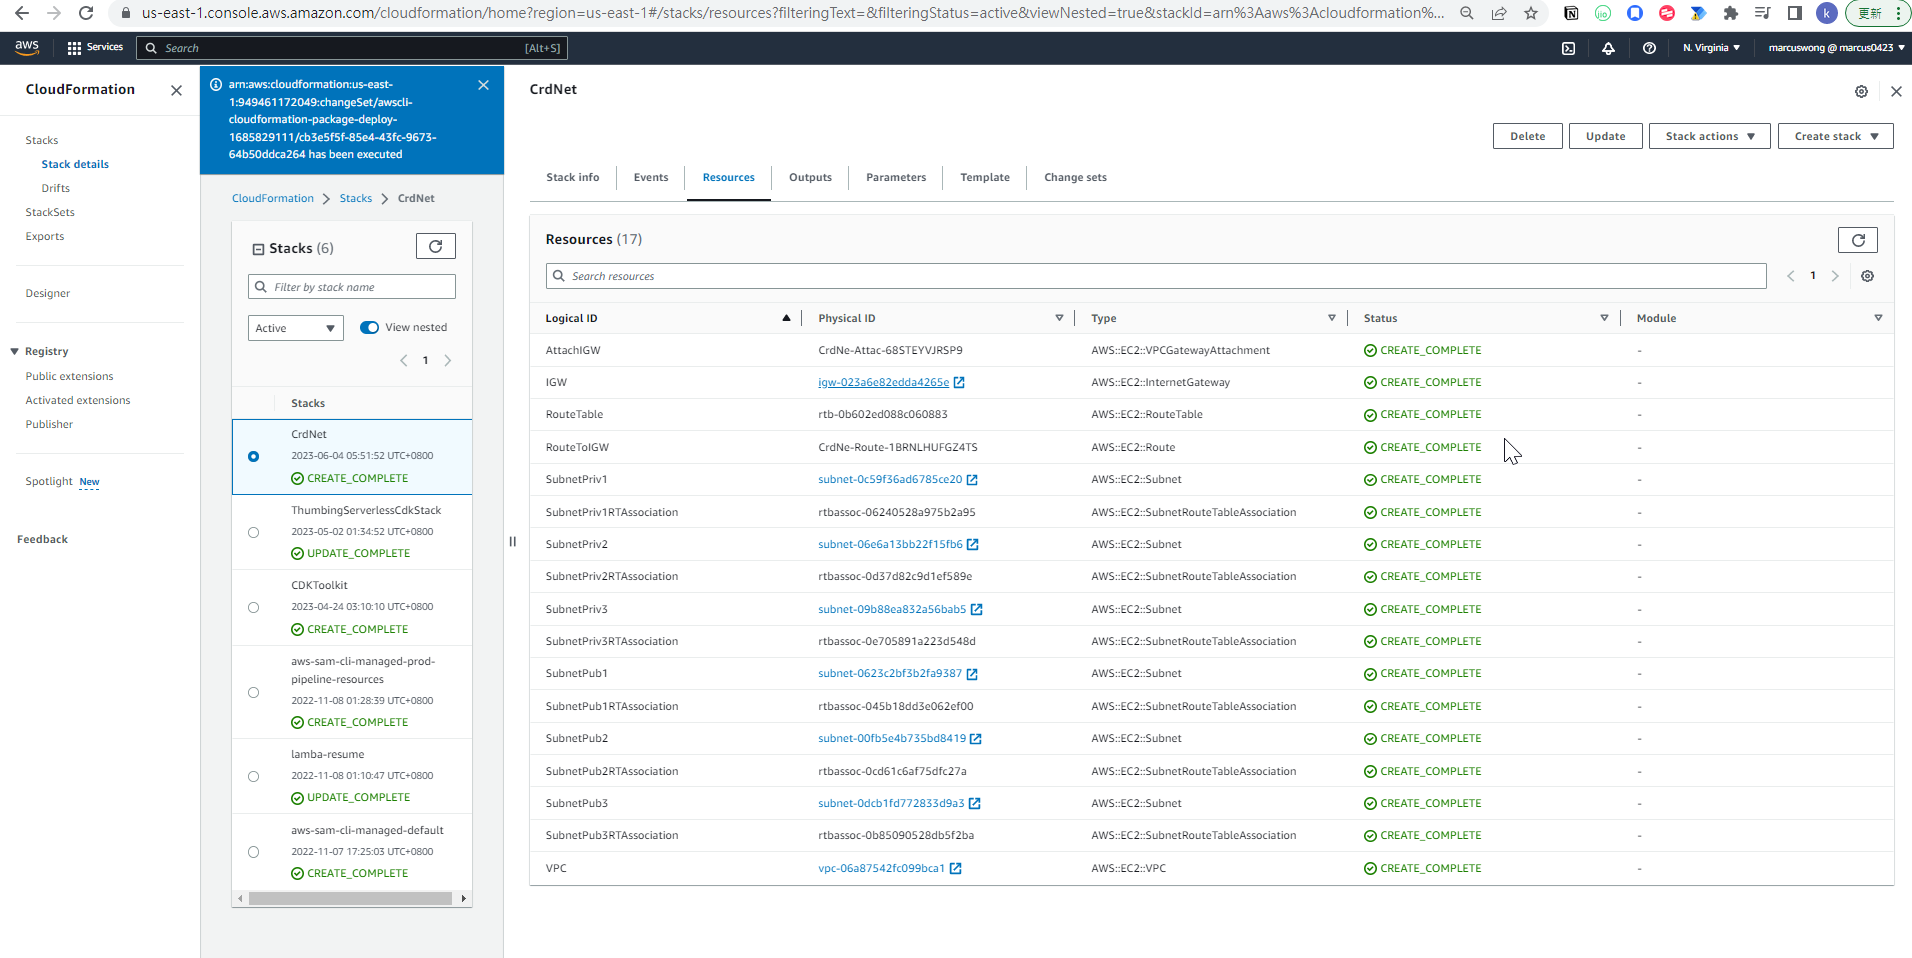 us-east-1.console.aws.amazon.com/cloudformation/home?region=us-east-1#/stacks/resources?filteringText=&filteringStatus=active&viewNested=true&stackId=arn%3Aaws%3Acloudformation%...
更新
aws Services Search [Alt+S] N. Virginia marcuswong @ marcus0423
CloudFormation
Stacks
Stack details
Drifts
StackSets
Exports
Designer
Registry
Public extensions
Activated extensions
Publisher
Spotlight New
Feedback
arn:aws:cloudformation:us-east-
1:949461172049:changeSet/awscli-
cloudformation-package-deploy-
1685829111/cb3e5f5f-85e4-43fc-9673-
64b50ddca264 has been executed
CloudFormation Stacks CrdNet
Stacks (6)
Filter by stack name
Active View nested
1
Stacks
CrdNet
2023-06-04 05:51:52 UTC+0800
CREATE_COMPLETE
ThumbingServerlessCdkStack
2023-05-02 01:34:52 UTC+0800
UPDATE_COMPLETE
CDKToolkit
2023-04-24 03:10:10 UTC+0800
CREATE_COMPLETE
aws-sam-cli-managed-prod-
pipeline-resources
2022-11-08 01:28:39 UTC+0800
CREATE_COMPLETE
lamba-resume
2022-11-08 01:10:47 UTC+0800
UPDATE_COMPLETE
aws-sam-cli-managed-default
2022-11-07 17:25:03 UTC+0800
CREATE_COMPLETE
CrdNet
Delete Update Stack actions Create stack
Stack info Events Resources Outputs Parameters Template Change sets
Resources (17)
Search resources
1
Logical ID Physical ID Type Status Module
AttachIGW CrdNe-Attac-68STEYVJRSP9 AWS::EC2::VPCGatewayAttachment CREATE_COMPLETE -
IGW igw-023a6e82edda4265e AWS::EC2::InternetGateway CREATE_COMPLETE -
RouteTable rtb-0b602ed088c060883 AWS::EC2::RouteTable CREATE_COMPLETE -
RouteToIGW CrdNe-Route-1BRNLHUFGZ4TS AWS::EC2::Route CREATE_COMPLETE -
SubnetPriv1 subnet-0c59f36ad6785ce20 AWS::EC2::Subnet CREATE_COMPLETE -
SubnetPriv1RTAssociation rtbassoc-06240528a975b2a95 AWS::EC2::SubnetRouteTableAssociation CREATE_COMPLETE -
SubnetPriv2 subnet-06e6a13bb22f15fb6 AWS::EC2::Subnet CREATE_COMPLETE -
SubnetPriv2RTAssociation rtbassoc-0d37d82c9d1ef589e AWS::EC2::SubnetRouteTableAssociation CREATE_COMPLETE -
SubnetPriv3 subnet-09b88ea832a56bab5 AWS::EC2::Subnet CREATE_COMPLETE -
SubnetPriv3RTAssociation rtbassoc-0e705891a223d548d AWS::EC2::SubnetRouteTableAssociation CREATE_COMPLETE -
SubnetPub1 subnet-0623c2bf3b2fa9387 AWS::EC2::Subnet CREATE_COMPLETE -
SubnetPub1RTAssociation rtbassoc-045b18dd3e062ef00 AWS::EC2::SubnetRouteTableAssociation CREATE_COMPLETE -
SubnetPub2 subnet-00fb5e4b735bd8419 AWS::EC2::Subnet CREATE_COMPLETE -
SubnetPub2RTAssociation rtbassoc-0cd61c6af75dfc27a AWS::EC2::SubnetRouteTableAssociation CREATE_COMPLETE -
SubnetPub3 subnet-0dcb1fd772833d9a3 AWS::EC2::Subnet CREATE_COMPLETE -
SubnetPub3RTAssociation rtbassoc-0b85090528db5f2ba AWS::EC2::SubnetRouteTableAssociation CREATE_COMPLETE -
VPC vpc-06a87542fc099bca1 AWS::EC2::VPC CREATE_COMPLETE -